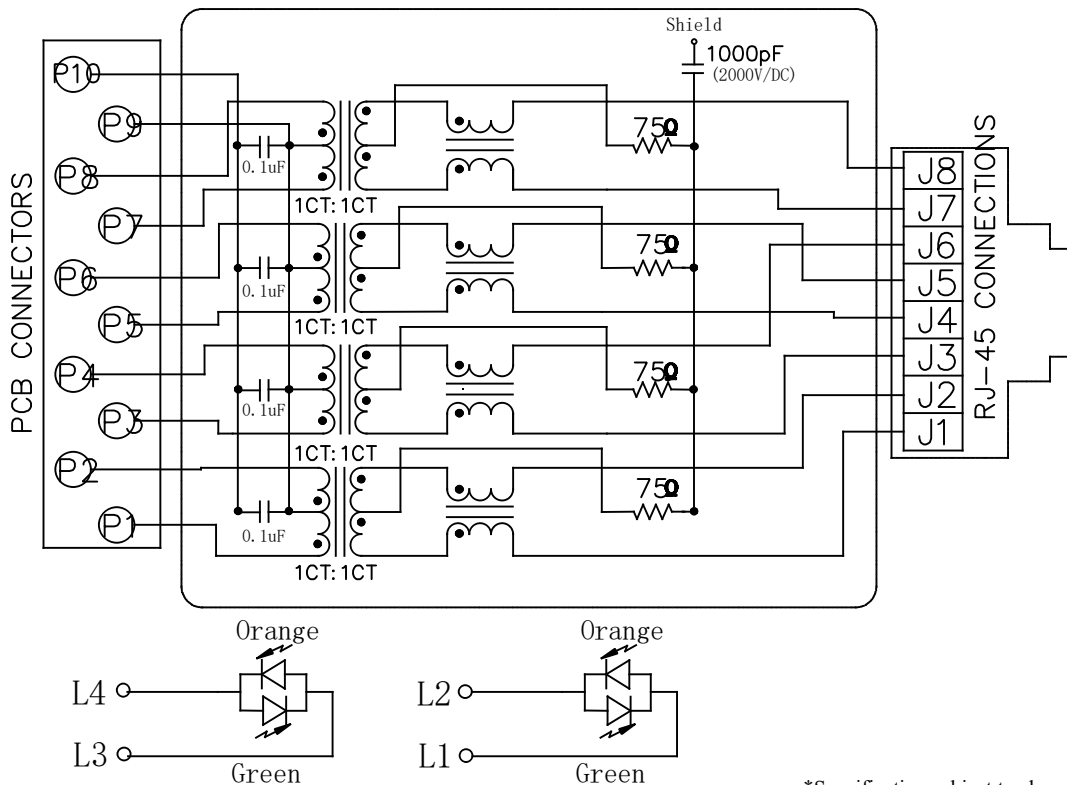 Shield
1000pF
(2000V/DC)
PCB CONNECTORS
P10
P9
P8
P7
P6
P5
P4
P3
P2
P1
0.1uF
1CT:1CT
75Ω
0.1uF
1CT:1CT
75Ω
0.1uF
1CT:1CT
75Ω
0.1uF
1CT:1CT
75Ω
J8
J7
J6
J5
J4
J3
J2
J1
RJ-45 CONNECTIONS
Orange
L4
L3
Green
Orange
L2
L1
Green